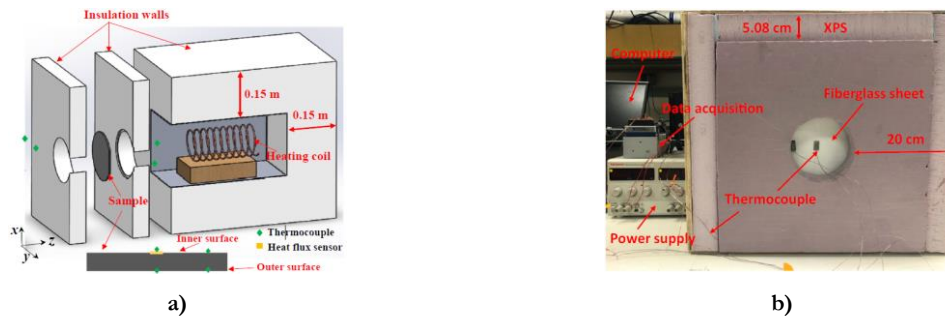 Insulation walls
0.15 m
0.15 m
Heating coil
Sample
x
z
y
Thermocouple
Heat flux sensor
Inner surface
Outer surface
a)
5.08 cm
XPS
Computer
Data acquisition
Fiberglass sheet
20 cm
Thermocouple
Power supply
b)